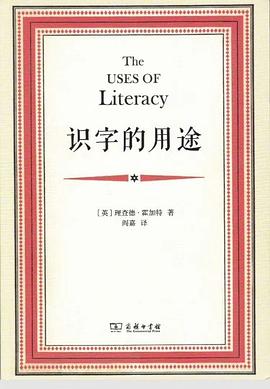 The
USES OF
Literacy
识字的用途
［英］理查德·霍加特 著
阎嘉 译
商务印书馆
The Commercial Press